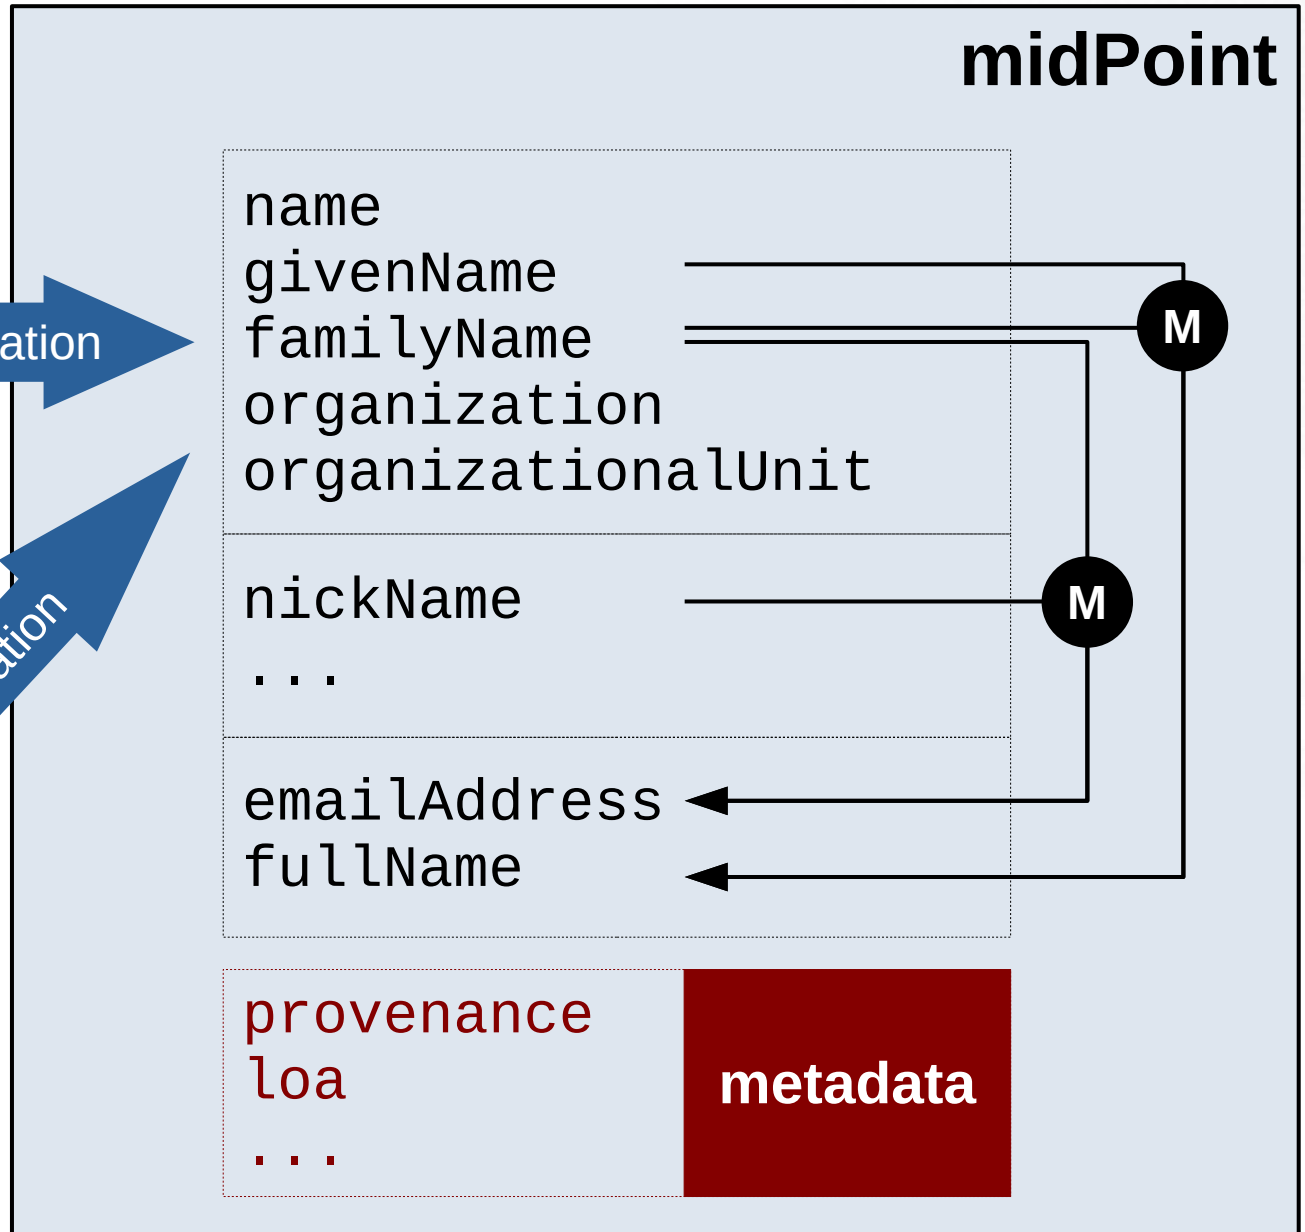 midPoint
name
givenName
familyName
organization
organizationalUnit
nickName
...
emailAddress
fullName
M
M
ation
ation
provenance
loa
...
metadata